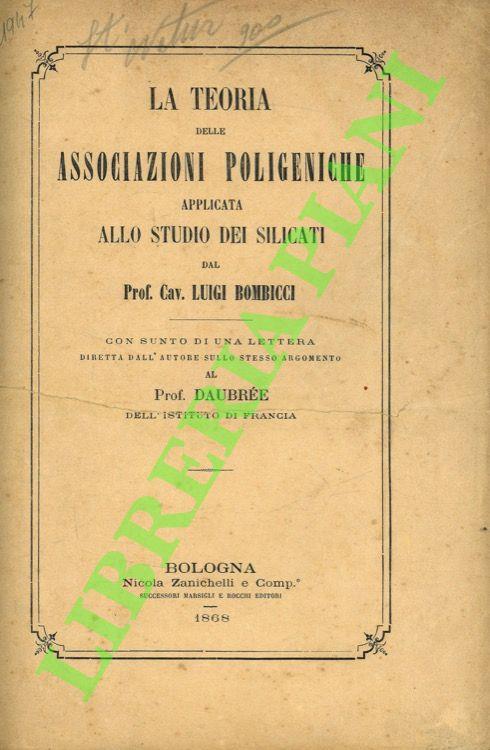 1947
900
LA TEORIA
DELLE
ASSOCIAZIONI POLIGENICHE
APPLICATA
ALLO STUDIO DEI SILICATI
DAL
Prof. Cav. LUIGI BOMBICCI
CON SUNTO DI UNA LETTERA
DIRETTA DALL' AUTORE SULLO STESSO ARGOMENTO
AL
Prof. DAUBRÉE
DELL' ISTITUTO DI FRANCIA
BOLOGNA
Nicola Zanichelli e Comp.°
SUCCESSORI MARSIGLI E ROCCHI EDITORI
1868
LIBRERIA PIANI